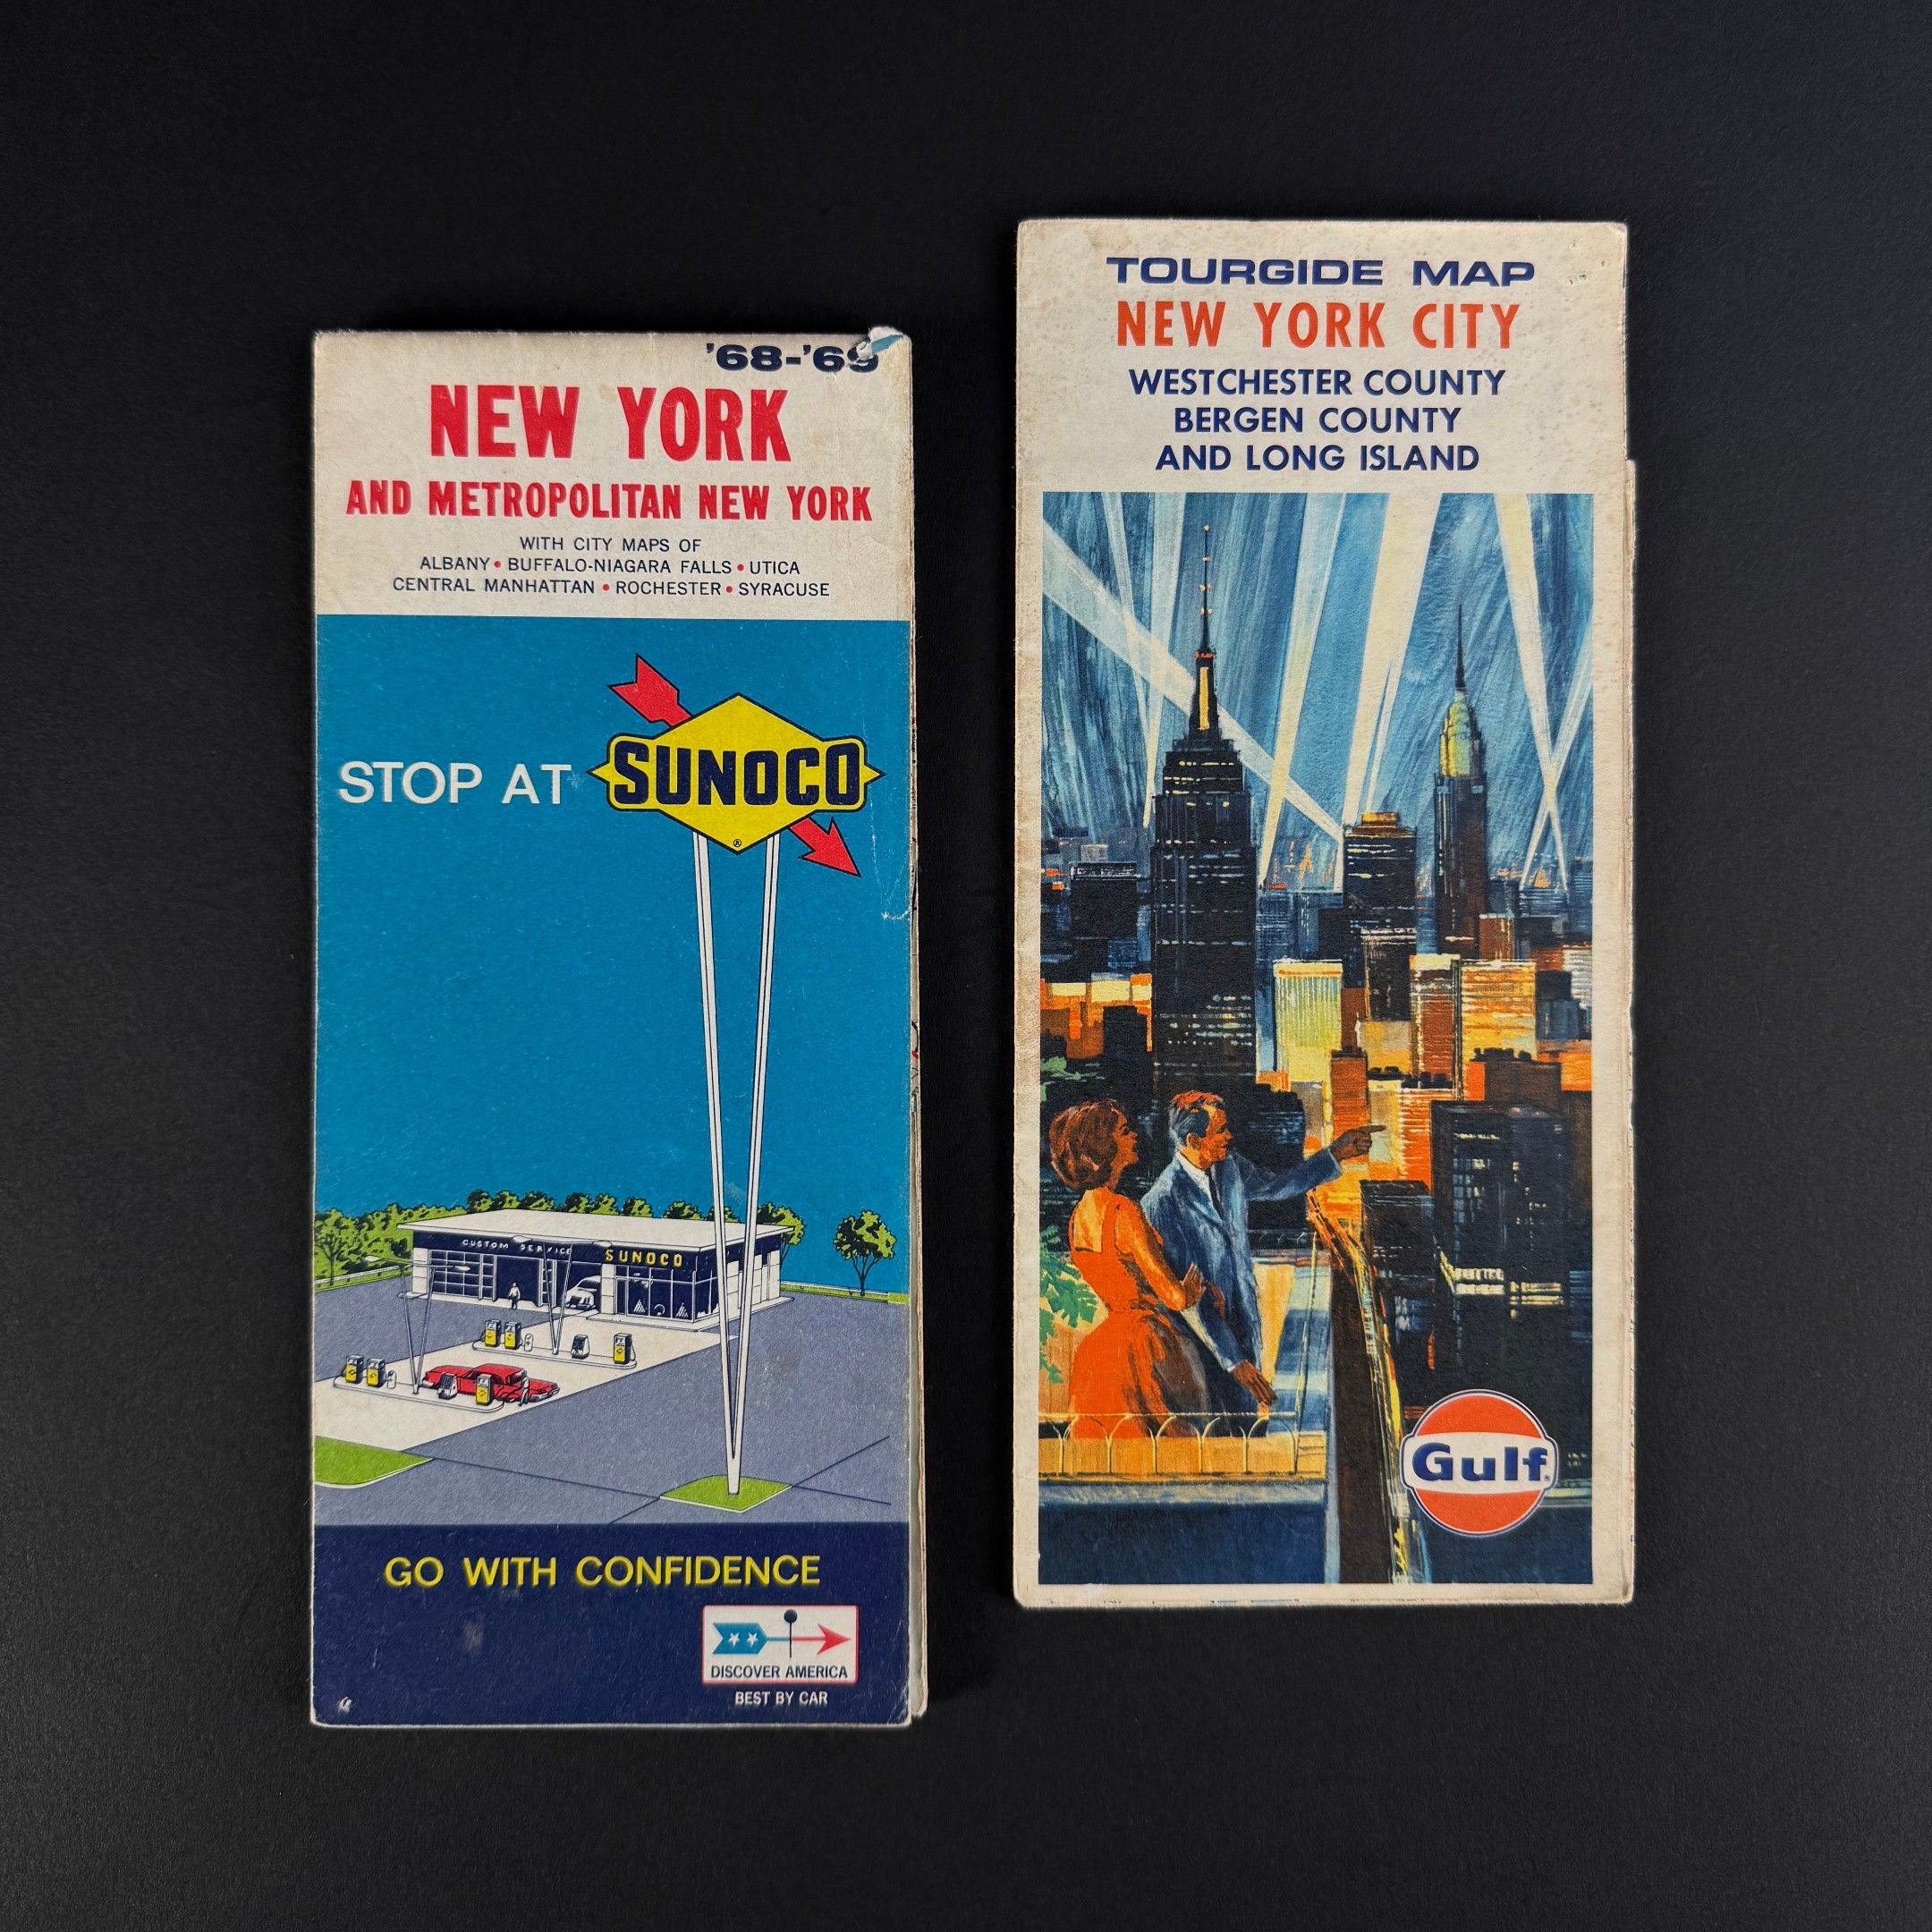 '68-'69
NEW YORK
AND METROPOLITAN NEW YORK
WITH CITY MAPS OF
ALBANY • BUFFALO-NIAGARA FALLS • UTICA
CENTRAL MANHATTAN • ROCHESTER • SYRACUSE
STOP AT SUNOCO
®
CUSTOM SERVICE SUNOCO
GO WITH CONFIDENCE
DISCOVER AMERICA
BEST BY CAR
TOURGIDE MAP
NEW YORK CITY
WESTCHESTER COUNTY
BERGEN COUNTY
AND LONG ISLAND
Gulf®